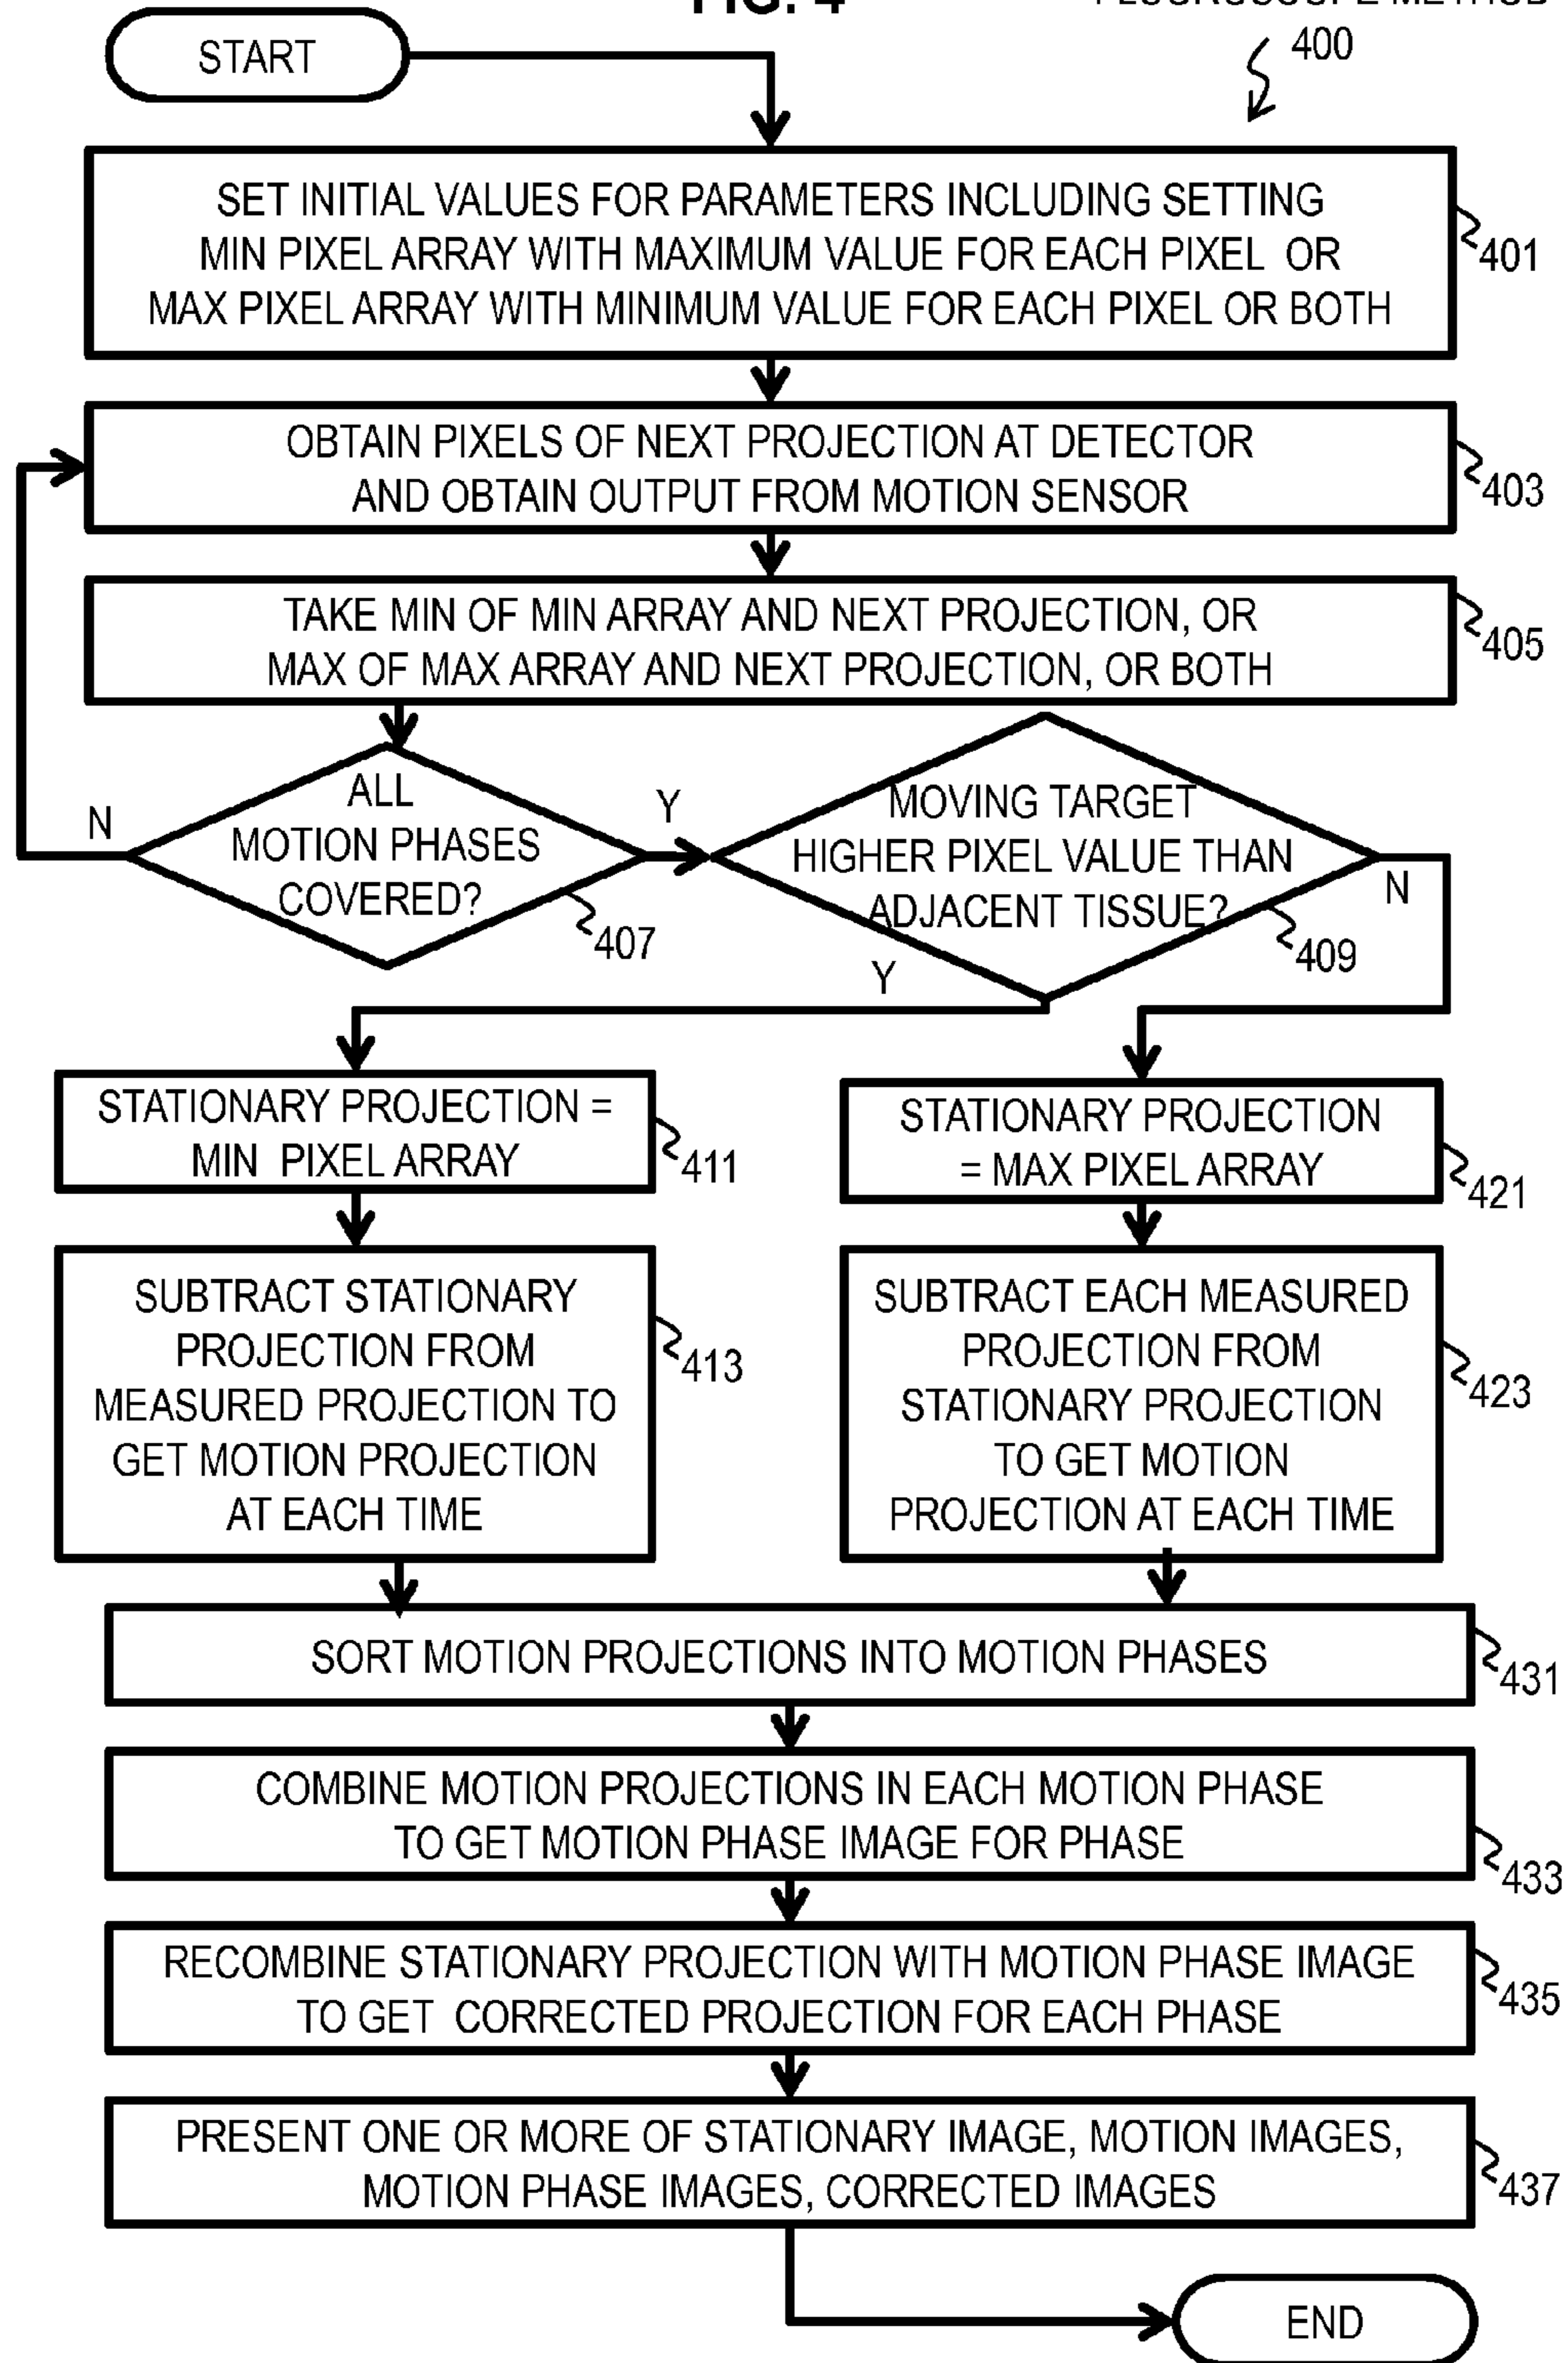 FIG. 4
400
START
SET INITIAL VALUES FOR PARAMETERS INCLUDING SETTING
MIN PIXEL ARRAY WITH MAXIMUM VALUE FOR EACH PIXEL OR
MAX PIXEL ARRAY WITH MINIMUM VALUE FOR EACH PIXEL OR BOTH
401
OBTAIN PIXELS OF NEXT PROJECTION AT DETECTOR
AND OBTAIN OUTPUT FROM MOTION SENSOR
403
TAKE MIN OF MIN ARRAY AND NEXT PROJECTION, OR
MAX OF MAX ARRAY AND NEXT PROJECTION, OR BOTH
405
ALL
MOTION PHASES
COVERED?
407
N
Y
MOVING TARGET
HIGHER PIXEL VALUE THAN
ADJACENT TISSUE?
409
N
Y
STATIONARY PROJECTION =
MIN PIXEL ARRAY
411
STATIONARY PROJECTION
= MAX PIXEL ARRAY
421
SUBTRACT STATIONARY
PROJECTION FROM
MEASURED PROJECTION TO
GET MOTION PROJECTION
AT EACH TIME
413
SUBTRACT EACH MEASURED
PROJECTION FROM
STATIONARY PROJECTION
TO GET MOTION
PROJECTION AT EACH TIME
423
SORT MOTION PROJECTIONS INTO MOTION PHASES
431
COMBINE MOTION PROJECTIONS IN EACH MOTION PHASE
TO GET MOTION PHASE IMAGE FOR PHASE
433
RECOMBINE STATIONARY PROJECTION WITH MOTION PHASE IMAGE
TO GET CORRECTED PROJECTION FOR EACH PHASE
435
PRESENT ONE OR MORE OF STATIONARY IMAGE, MOTION IMAGES,
MOTION PHASE IMAGES, CORRECTED IMAGES
437
END